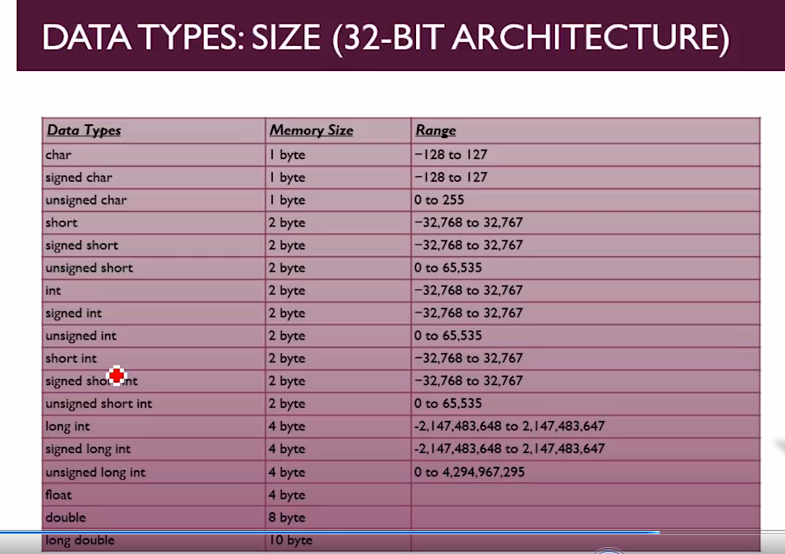 DATA TYPES: SIZE (32-BIT ARCHITECTURE)
Data Types Memory Size Range
char 1 byte −128 to 127
signed char 1 byte −128 to 127
unsigned char 1 byte 0 to 255
short 2 byte −32,768 to 32,767
signed short 2 byte −32,768 to 32,767
unsigned short 2 byte 0 to 65,535
int 2 byte −32,768 to 32,767
signed int 2 byte −32,768 to 32,767
unsigned int 2 byte 0 to 65,535
short int 2 byte −32,768 to 32,767
signed short int 2 byte −32,768 to 32,767
unsigned short int 2 byte 0 to 65,535
long int 4 byte -2,147,483,648 to 2,147,483,647
signed long int 4 byte -2,147,483,648 to 2,147,483,647
unsigned long int 4 byte 0 to 4,294,967,295
float 4 byte
double 8 byte
long double 10 byte